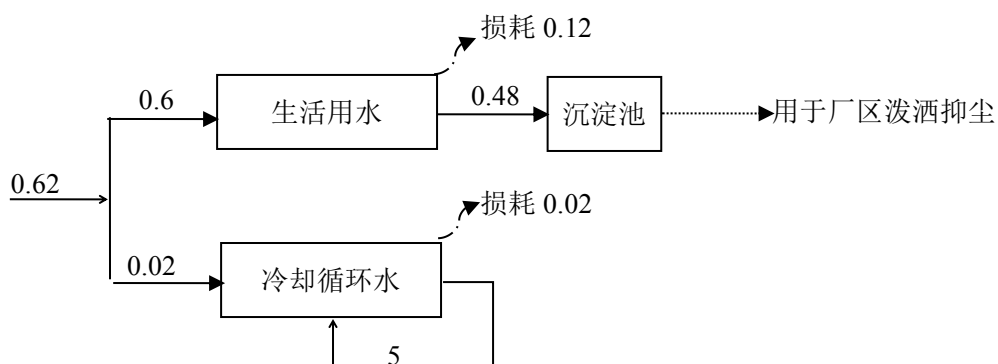 损耗 0.12
0.6
生活用水
0.48
沉淀池
用于厂区泼洒抑尘
0.62
损耗 0.02
0.02
冷却循环水
5